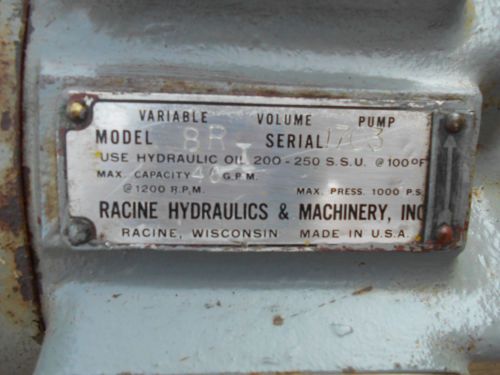 VARIABLE VOLUME PUMP
MODEL 8R SERIAL 17C3
USE HYDRAULIC OIL 200-250 S.S.U. @ 100°F
MAX. CAPACITY G.P.M.
@ 1200 R.P.M. MAX. PRESS. 1000 P.S
RACINE HYDRAULICS & MACHINERY, INC
RACINE, WISCONSIN MADE IN U.S.A.